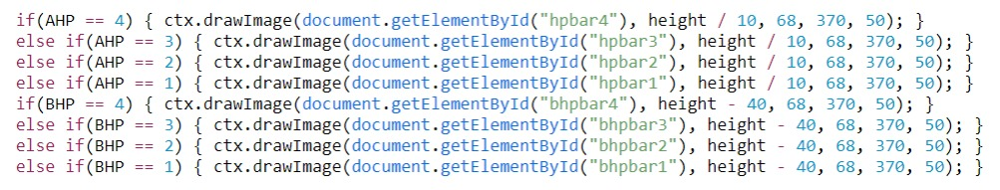 if(AHP == 4) { ctx.drawImage(document.getElementById("hpbar4"), height / 10, 68, 370, 50); }
else if(AHP == 3) { ctx.drawImage(document.getElementById("hpbar3"), height / 10, 68, 370, 50); }
else if(AHP == 2) { ctx.drawImage(document.getElementById("hpbar2"), height / 10, 68, 370, 50); }
else if(AHP == 1) { ctx.drawImage(document.getElementById("hpbar1"), height / 10, 68, 370, 50); }
if(BHP == 4) { ctx.drawImage(document.getElementById("bhpbar4"), height - 40, 68, 370, 50); }
else if(BHP == 3) { ctx.drawImage(document.getElementById("bhpbar3"), height - 40, 68, 370, 50); }
else if(BHP == 2) { ctx.drawImage(document.getElementById("bhpbar2"), height - 40, 68, 370, 50); }
else if(BHP == 1) { ctx.drawImage(document.getElementById("bhpbar1"), height - 40, 68, 370, 50); }